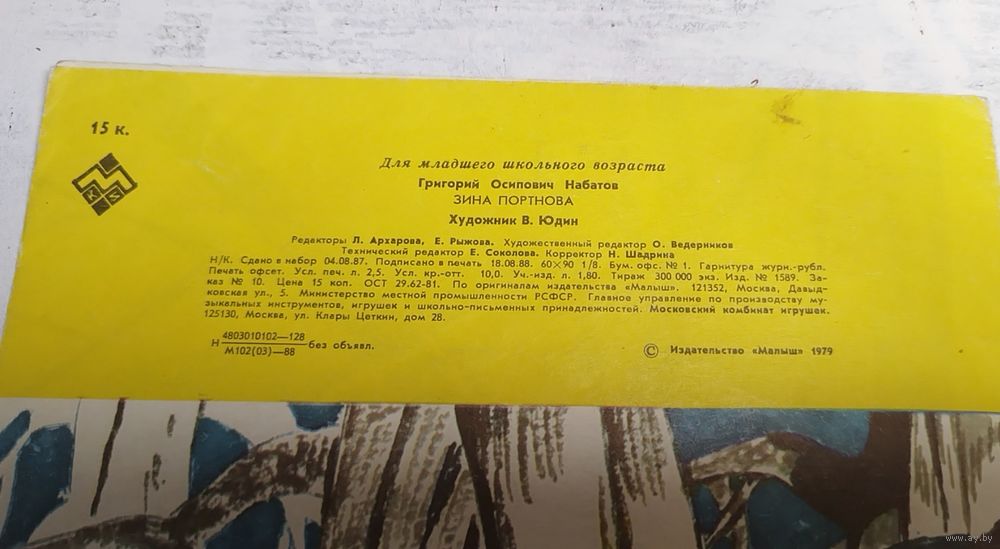 15 к.
Для младшего школьного возраста
Григорий Осипович Набатов
ЗИНА ПОРТНОВА
Художник В. Юдин
Редакторы Л. Архарова, Е. Рыжова. Художественный редактор О. Ведерников
Технический редактор Е. Соколова. Корректор Н. Шадрина
Н/К. Сдано в набор 04.08.87. Подписано в печать 18.08.88. 60×90 1/8. Бум. офс. № 1. Гарнитура журн.-рубл.
Печать офсет. Усл. печ. л. 2,5. Усл. кр.-отт. 10,0. Уч.-изд. л. 1,80. Тираж 300 000 экз. Изд. № 1589. За-
каз № 10. Цена 15 коп. ОСТ 29.62-81. По оригиналам издательства «Малыш». 121352, Москва, Давыд-
ковская ул., 5. Министерство местной промышленности РСФСР. Главное управление по производству му-
зыкальных инструментов, игрушек и школьно-письменных принадлежностей. Московский комбинат игрушек.
125130, Москва, ул. Клары Цеткин, дом 28.
Н 4803010102—128
М102(03)—88 без объявл.
© Издательство «Малыш» 1979
www.ay.by